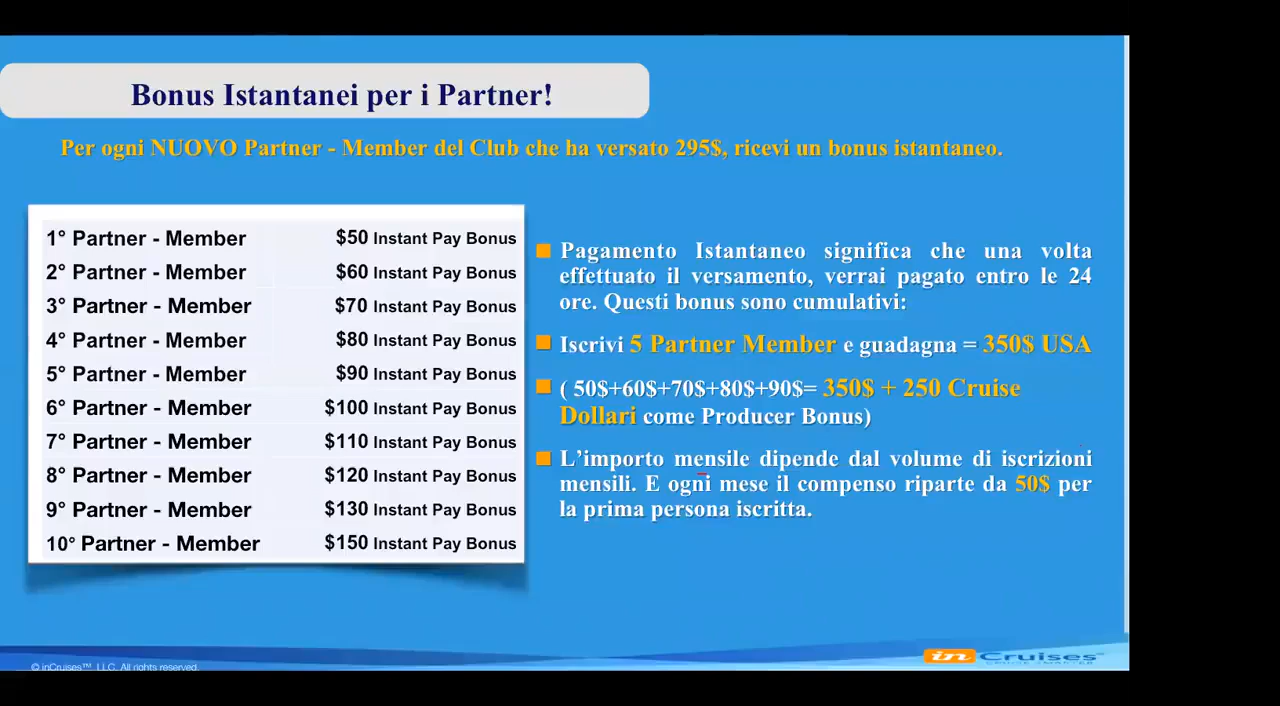 Bonus Istantanei per i Partner!
Per ogni NUOVO Partner - Member del Club che ha versato 295$, ricevi un bonus istantaneo.
1° Partner - Member $50 Instant Pay Bonus
2° Partner - Member $60 Instant Pay Bonus
3° Partner - Member $70 Instant Pay Bonus
4° Partner - Member $80 Instant Pay Bonus
5° Partner - Member $90 Instant Pay Bonus
6° Partner - Member $100 Instant Pay Bonus
7° Partner - Member $110 Instant Pay Bonus
8° Partner - Member $120 Instant Pay Bonus
9° Partner - Member $130 Instant Pay Bonus
10° Partner - Member $150 Instant Pay Bonus
Pagamento Istantaneo significa che una volta
effettuato il versamento, verrai pagato entro le 24
ore. Questi bonus sono cumulativi:
Iscrivi 5 Partner Member e guadagna = 350$ USA
( 50$+60$+70$+80$+90$= 350$ + 250 Cruise
Dollari come Producer Bonus)
L’importo mensile dipende dal volume di iscrizioni
mensili. E ogni mese il compenso riparte da 50$ per
la prima persona iscritta.
© inCruises™, LLC. All rights reserved.
inCruises